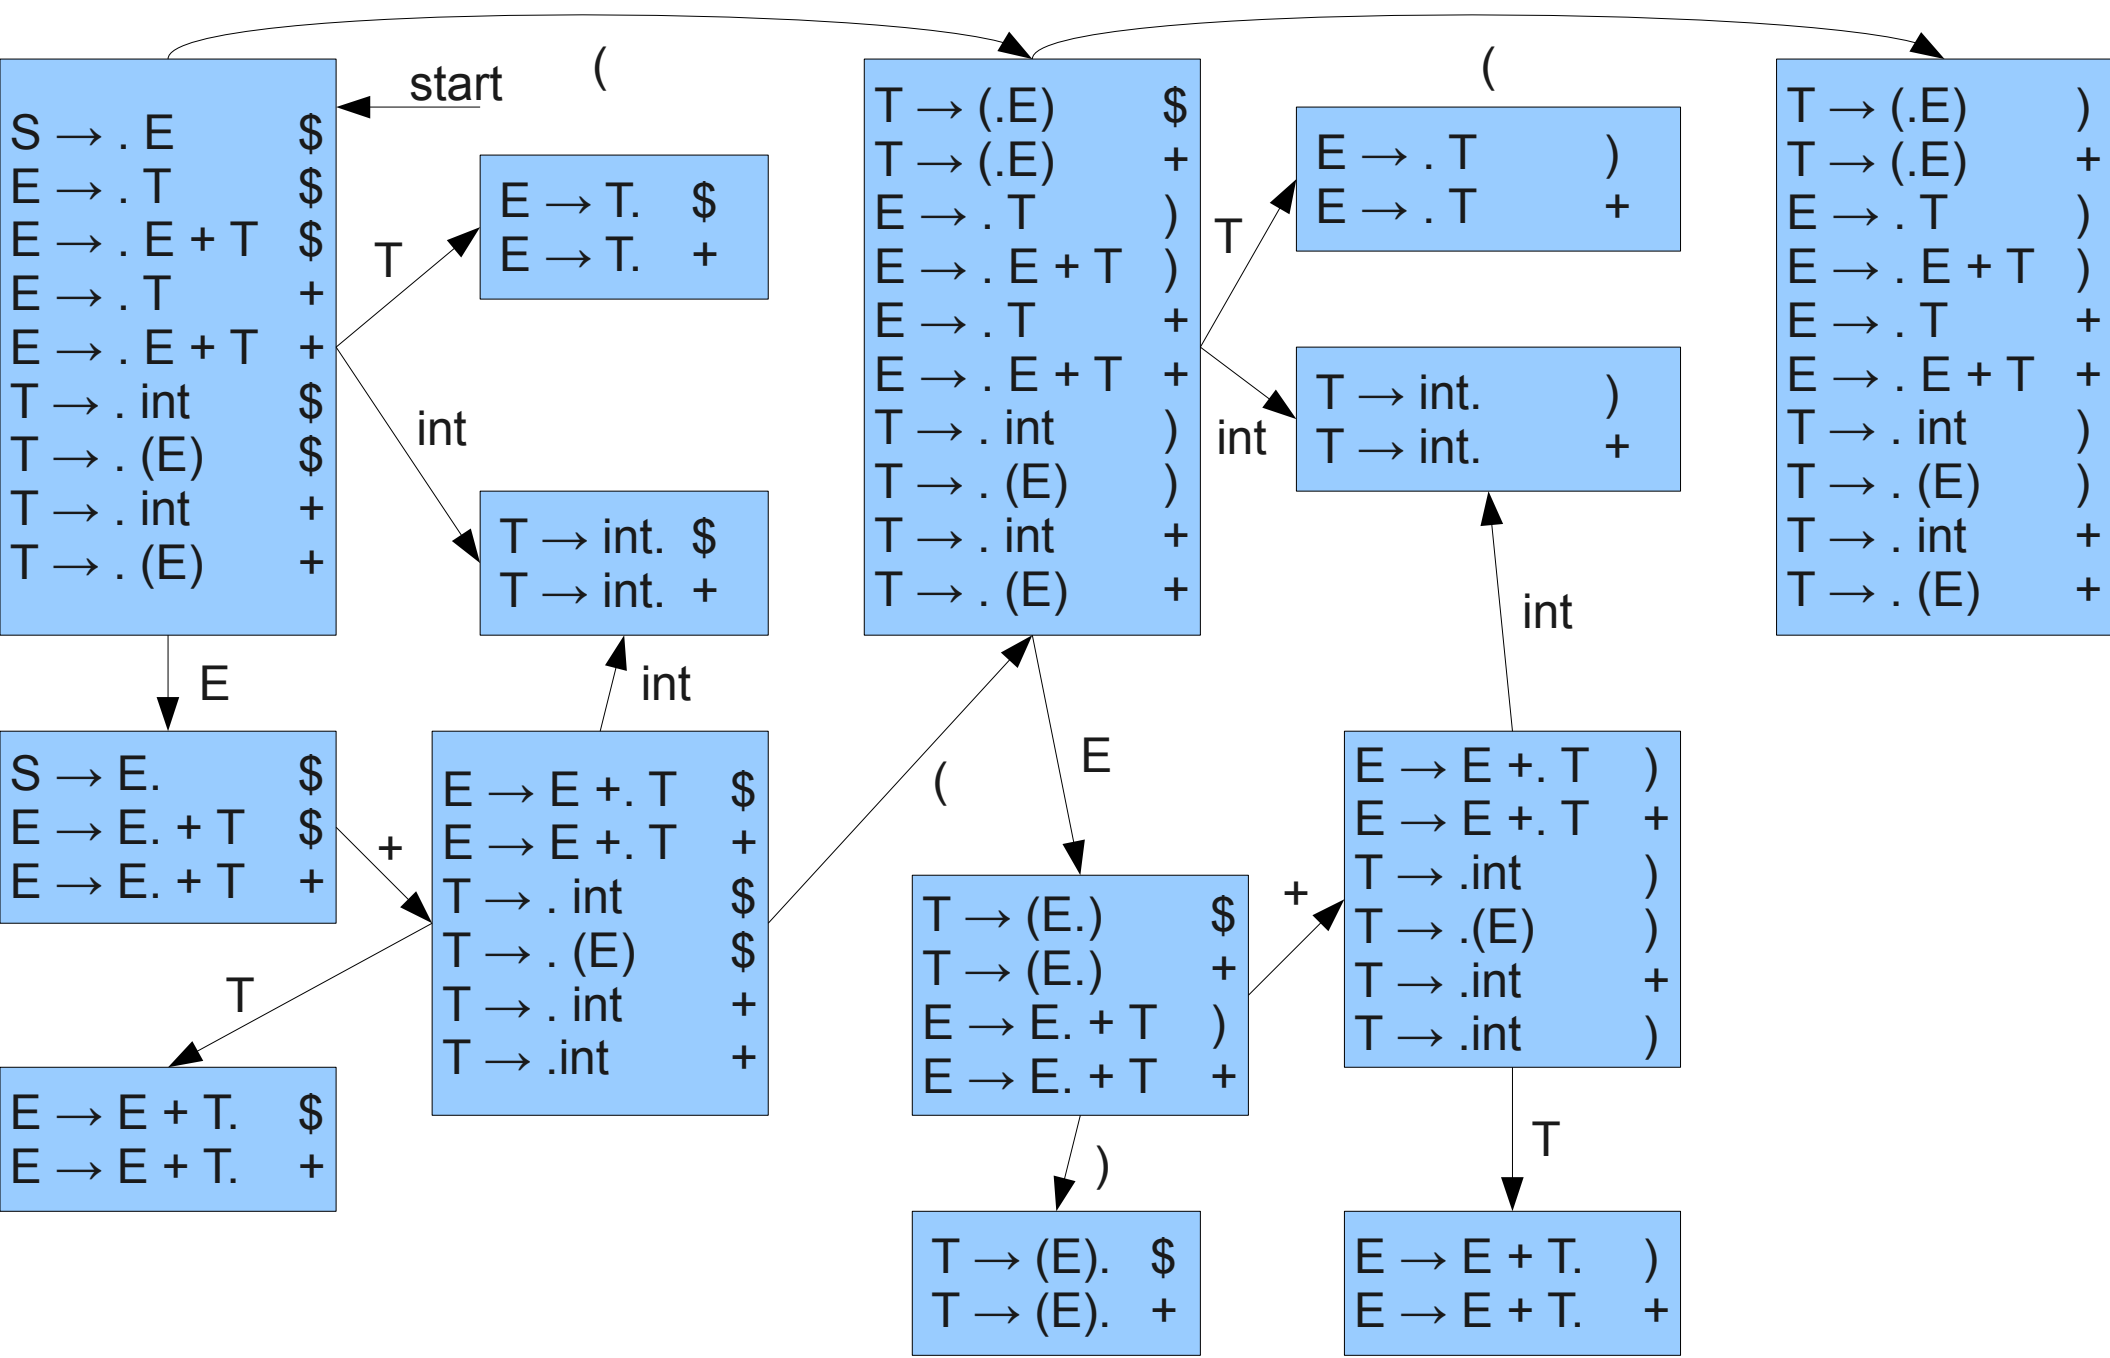 start
(
(
S → . E $
E → . T $
E → . E + T $
E → . T +
E → . E + T +
T → . int $
T → . (E) $
T → . int +
T → . (E) +
T
E → T. $
E → T. +
int
T → int. $
T → int. +
T → (.E) $
T → (.E) +
E → . T )
E → . E + T )
E → . T +
E → . E + T +
T → . int )
T → . (E) )
T → . int +
T → . (E) +
T
E → . T )
E → . T +
int
T → int. )
T → int. +
T → (.E) )
T → (.E) +
E → . T )
E → . E + T )
E → . T +
E → . E + T +
T → . int )
T → . (E) )
T → . int +
T → . (E) +
E
int
int
S → E. $
E → E. + T $
E → E. + T +
+
E → E +. T $
E → E +. T +
T → . int $
T → . (E) $
T → . int +
T → .int +
(
E
T
E → E + T. $
E → E + T. +
T → (E.) $
T → (E.) +
E → E. + T )
E → E. + T +
+
E → E +. T )
E → E +. T +
T → .int )
T → .(E) )
T → .int +
T → .int )
)
T
T → (E). $
T → (E). +
E → E + T. )
E → E + T. +